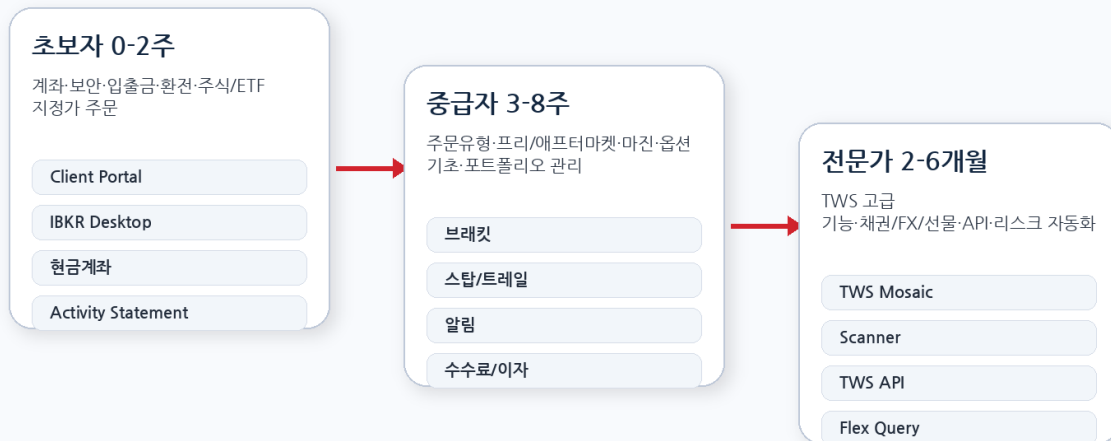 초보자 0-2주
계좌·보안·입출금·환전·주식/ETF
지정가 주문
Client Portal
IBKR Desktop
현금계좌
Activity Statement
중급자 3-8주
주문유형·프리/애프터마켓·마진·옵션
기초·포트폴리오 관리
브래킷
스탑/트레일
알림
수수료/이자
전문가 2-6개월
TWS 고급
기능·채권/FX/선물·API·리스크 자동화
TWS Mosaic
Scanner
TWS API
Flex Query